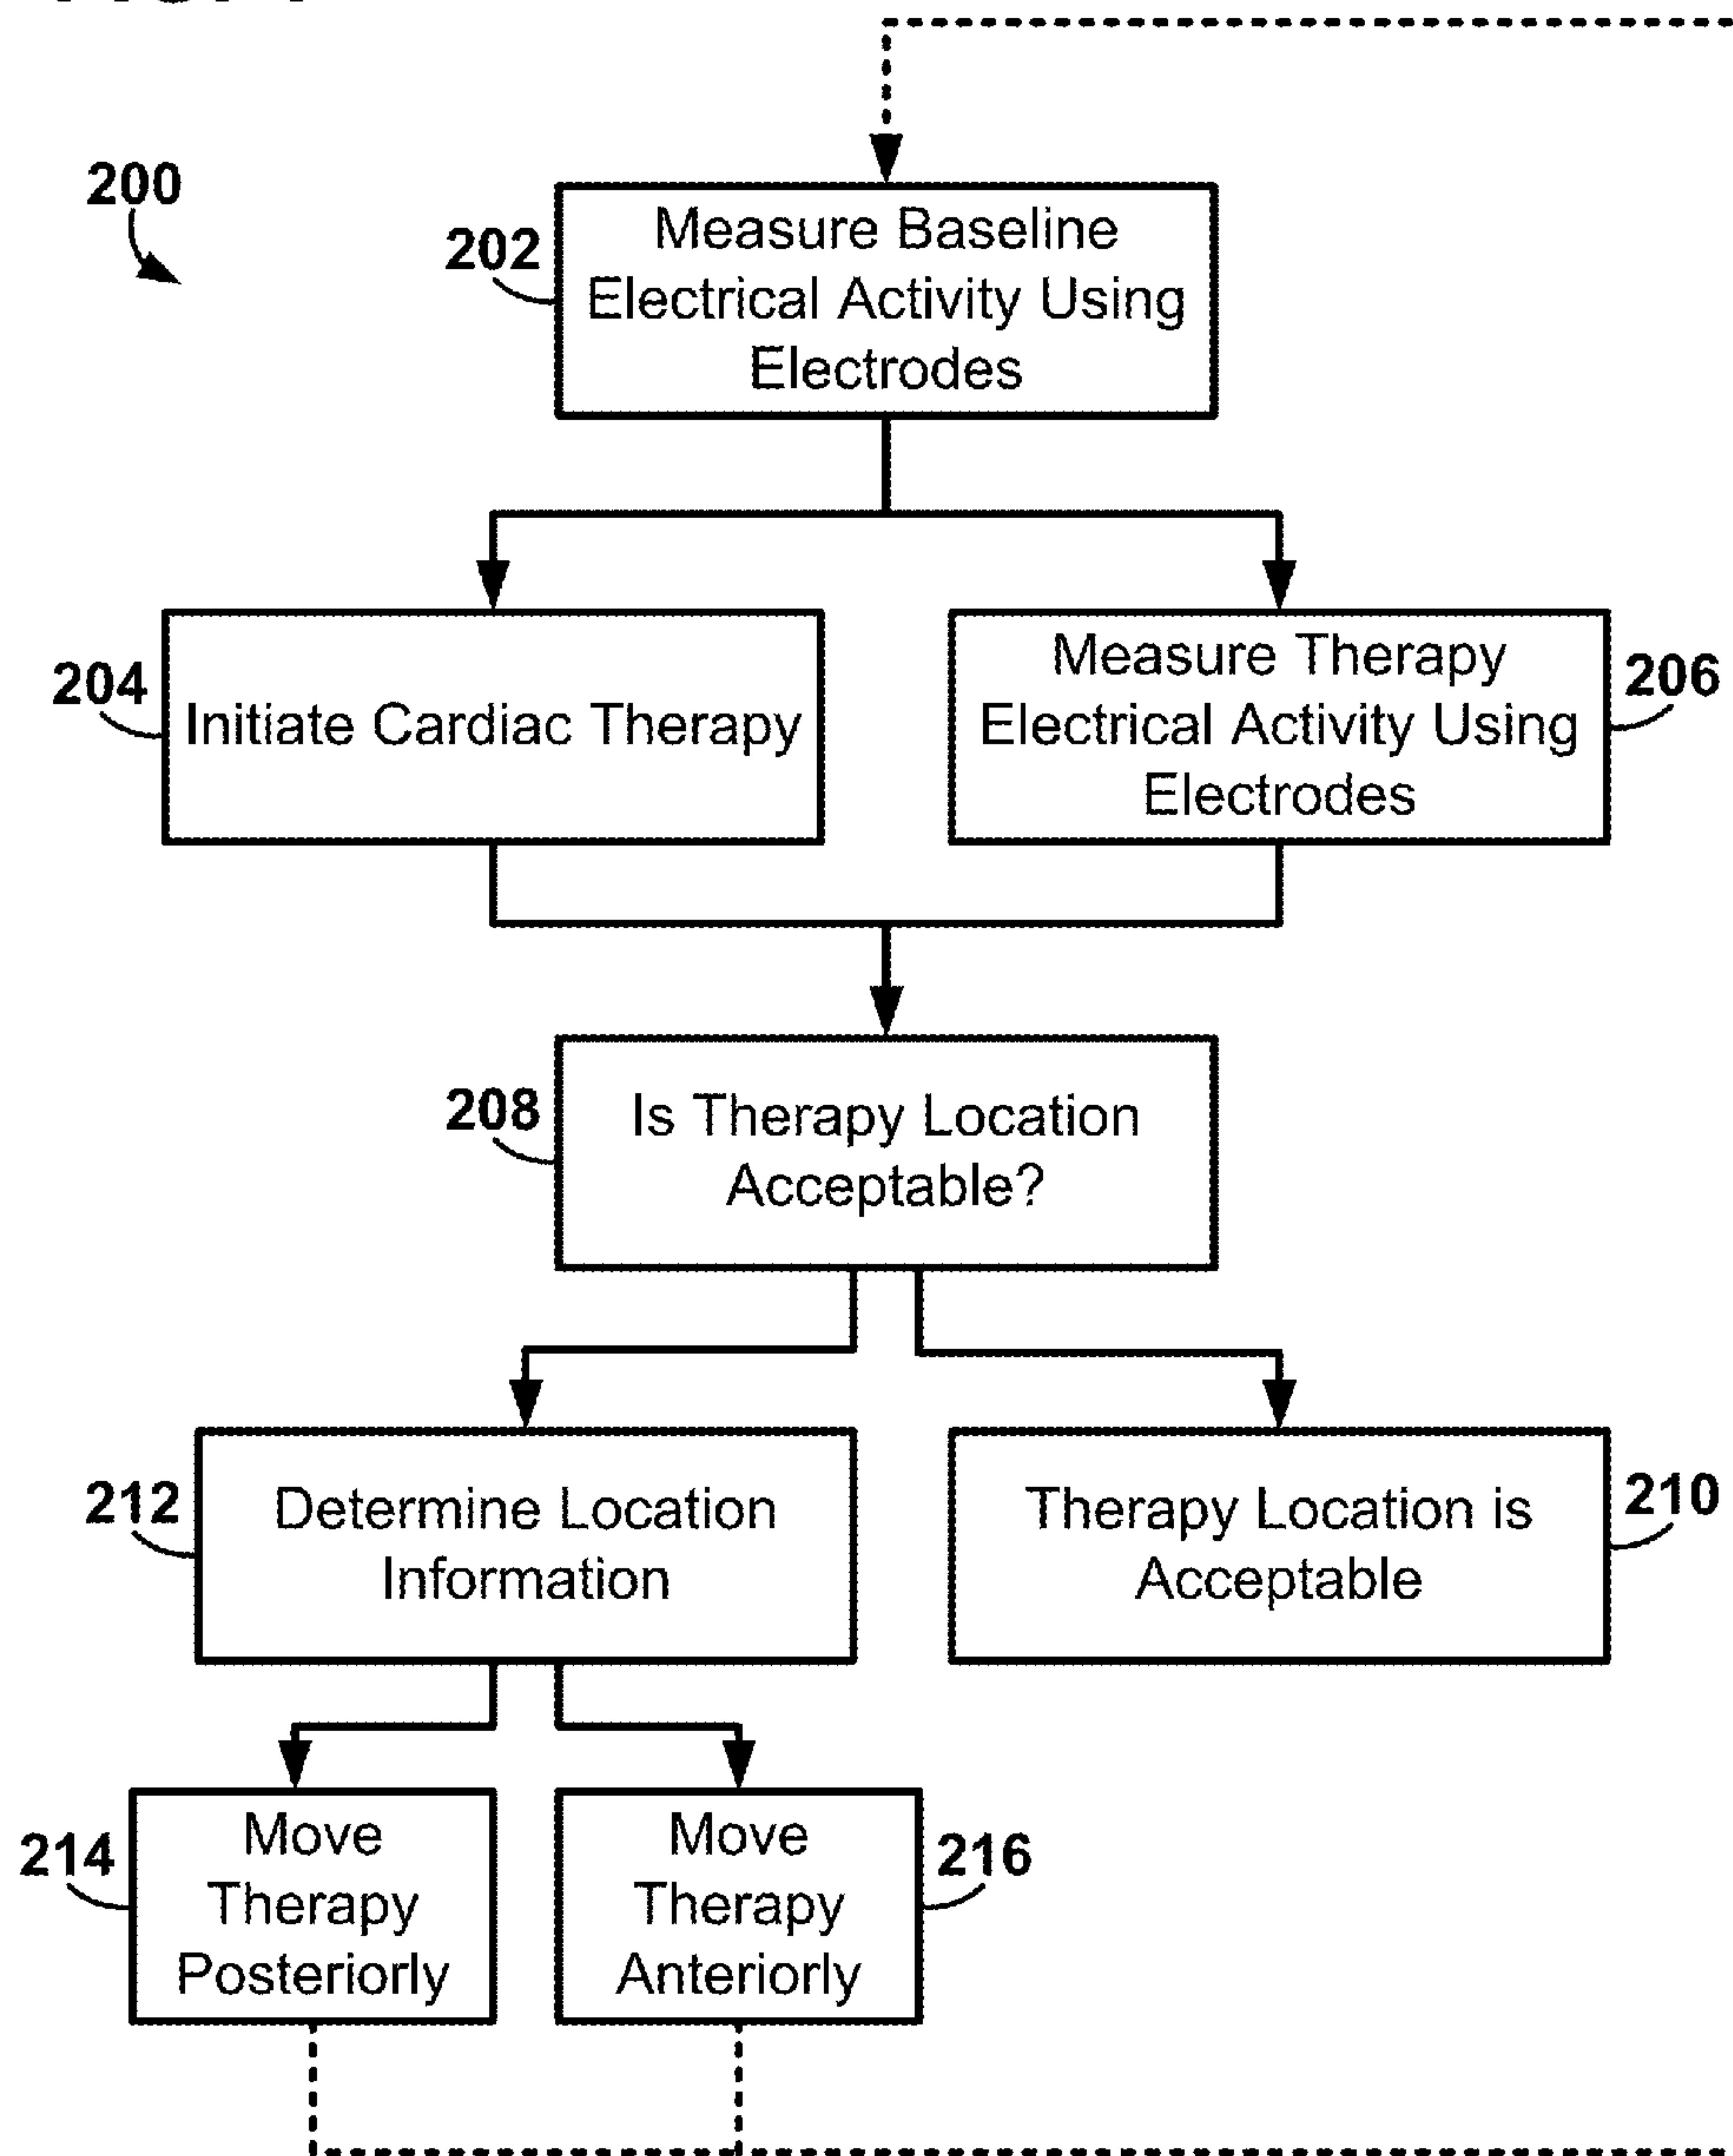 200
202
Measure Baseline
Electrical Activity Using
Electrodes
204
Initiate Cardiac Therapy
Measure Therapy
Electrical Activity Using
Electrodes
206
208
Is Therapy Location
Acceptable?
212
Determine Location
Information
Therapy Location is
Acceptable
210
214
Move
Therapy
Posteriorly
Move
Therapy
Anteriorly
216